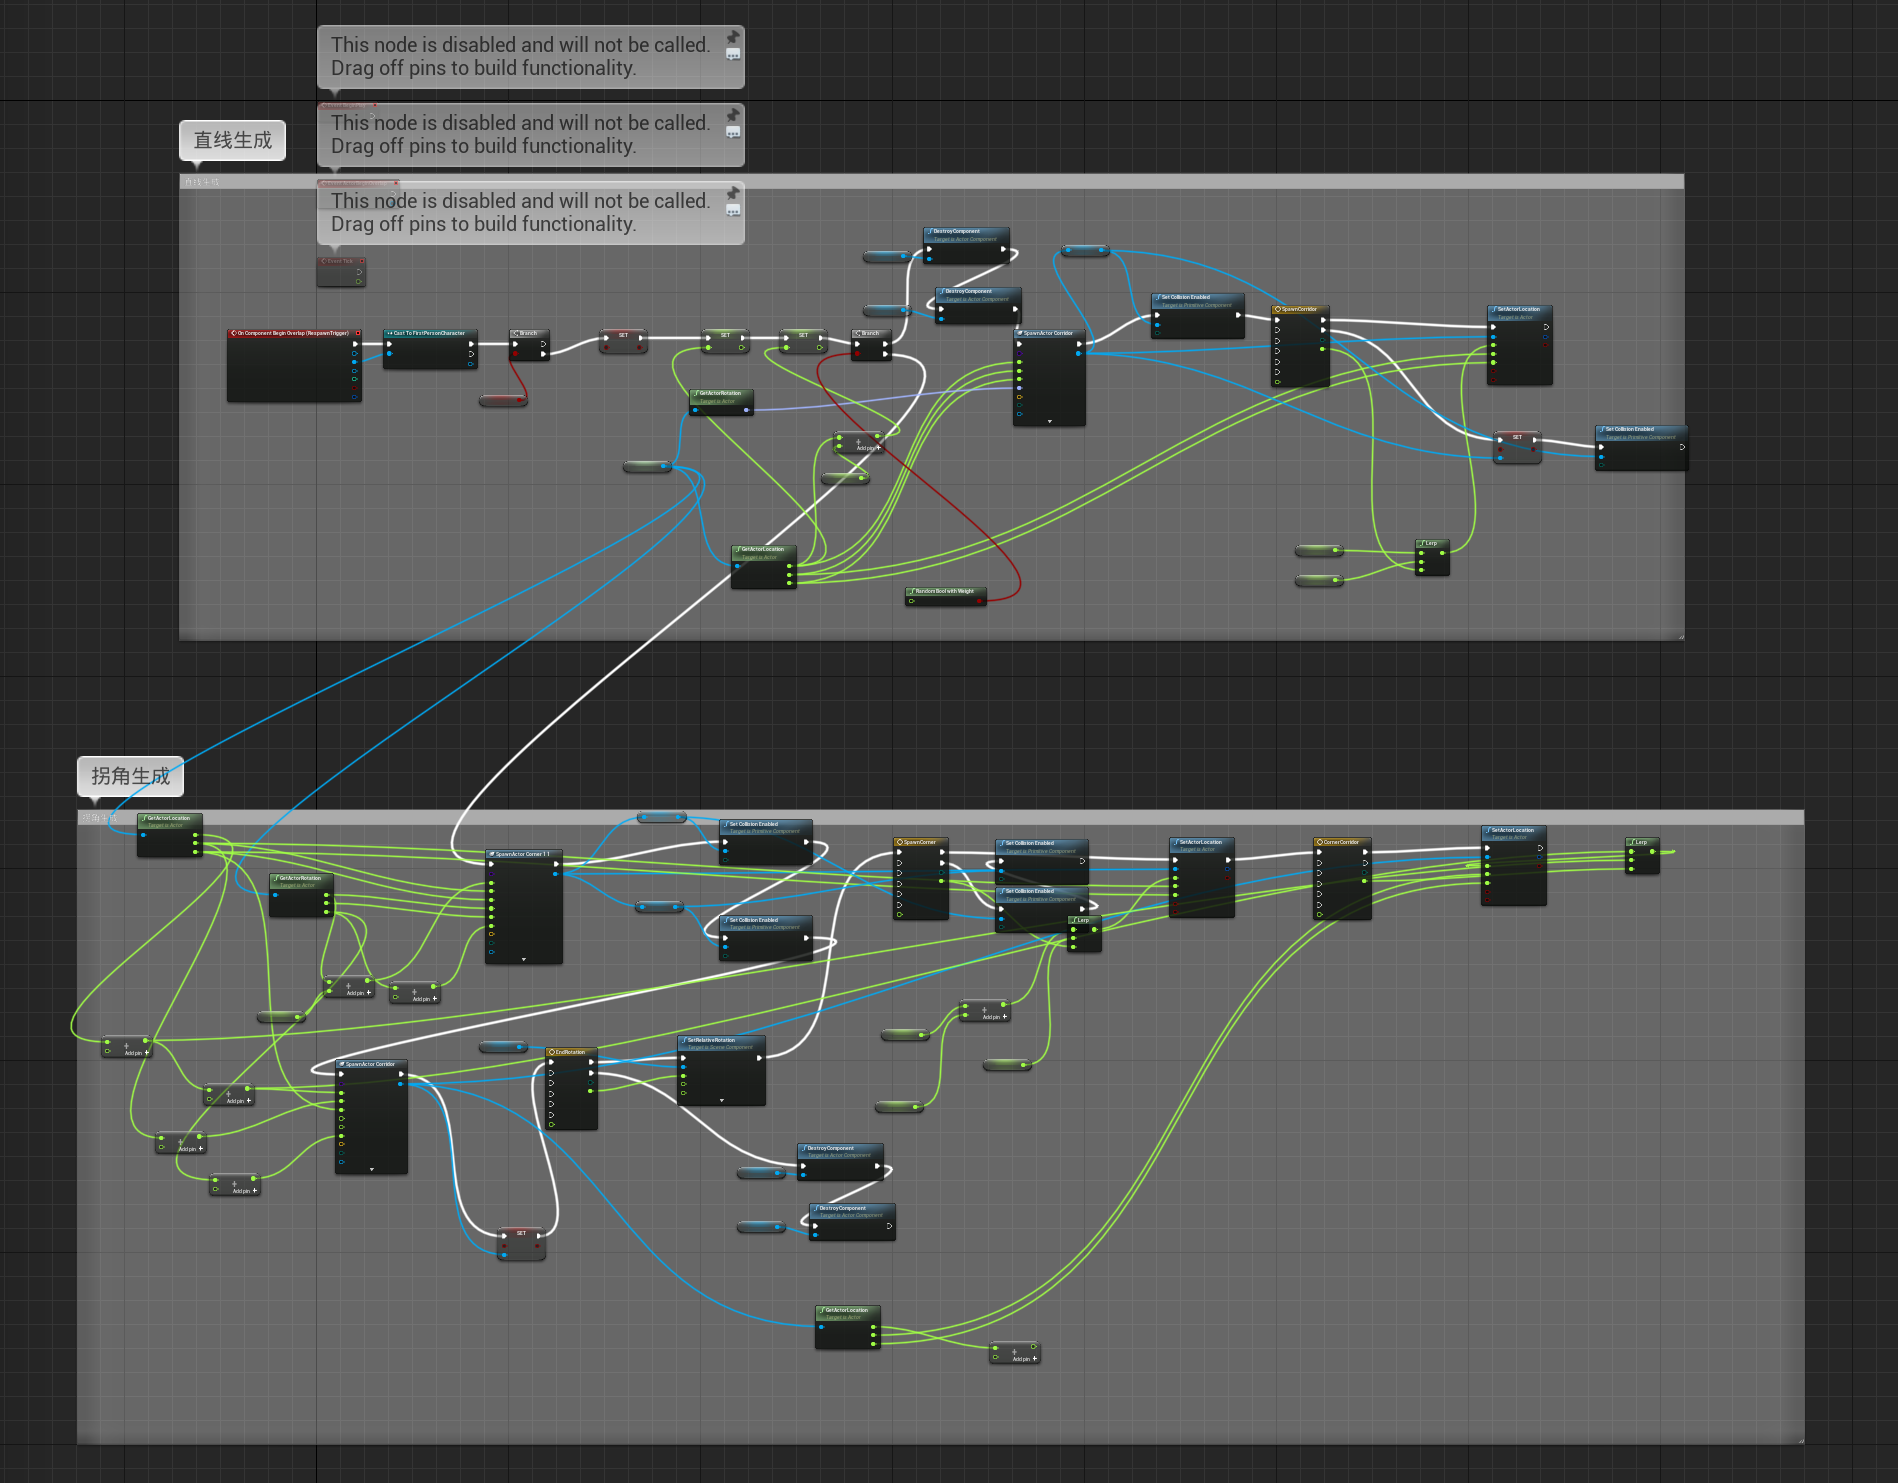 This node is disabled and will not be called.
Drag off pins to build functionality.
This node is disabled and will not be called.
Drag off pins to build functionality.
直线生成
直线生成
This node is disabled and will not be called.
Drag off pins to build functionality.
Event Tick
DestroyComponent
Target is Actor Component
DestroyComponent
Target is Actor Component
Set Collision Enabled
Target is Primitive Component
SpawnCorridor
SetActorLocation
Target is Actor
On Component Begin Overlap (RespawnTrigger)
Cast To FirstPersonCharacter
Branch
SET
SET
SET
Branch
SpawnActor Corridor
GetActorRotation
Target is Actor
Add pin +
SET
Set Collision Enabled
Target is Primitive Component
GetActorLocation
Target is Actor
Lerp
RandomBool with Weight
拐角生成
拐角生成
GetActorLocation
Target is Actor
GetActorRotation
Target is Actor
SpawnActor Corner 1 1
Set Collision Enabled
Target is Primitive Component
Set Collision Enabled
Target is Primitive Component
SpawnCorner
Set Collision Enabled
Target is Primitive Component
Set Collision Enabled
Target is Primitive Component
Lerp
SetActorLocation
Target is Actor
CornerCorridor
SetActorLocation
Target is Actor
Lerp
Add pin +
Add pin +
Add pin +
Add pin +
Add pin +
Add pin +
Add pin +
SpawnActor Corridor
EndRotation
SetRelativeRotation
Target is Scene Component
DestroyComponent
Target is Actor Component
DestroyComponent
Target is Actor Component
SET
GetActorLocation
Target is Actor
Add pin +